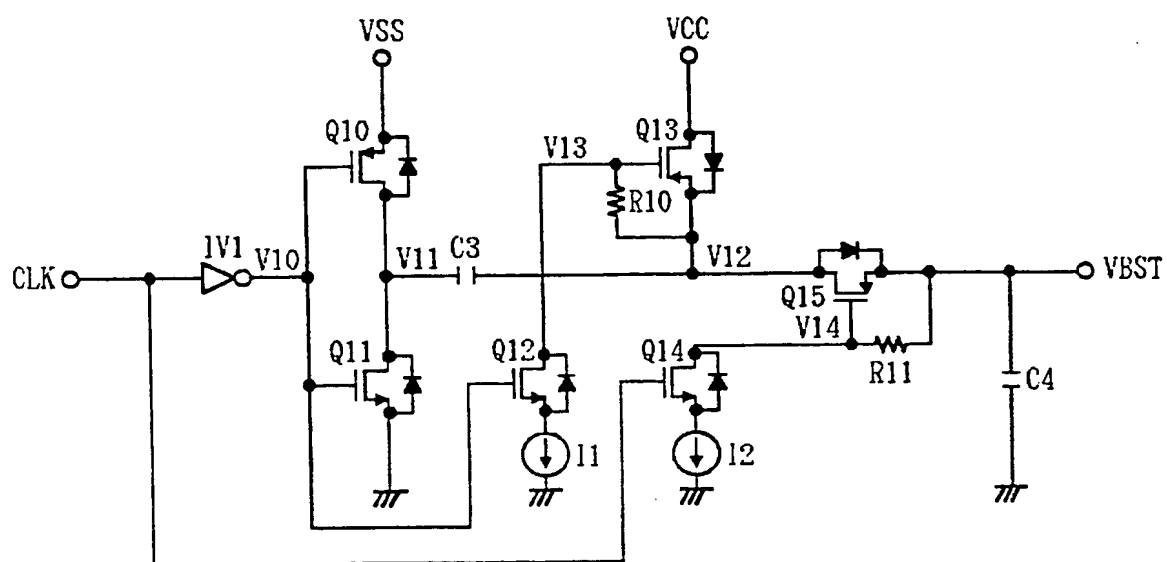 VSS
VCC
Q10
Q13
V13
R10
IV1
V10
V11
C3
V12
CLK
VBST
Q15
V14
Q11
Q12
Q14
R11
C4
I1
I2